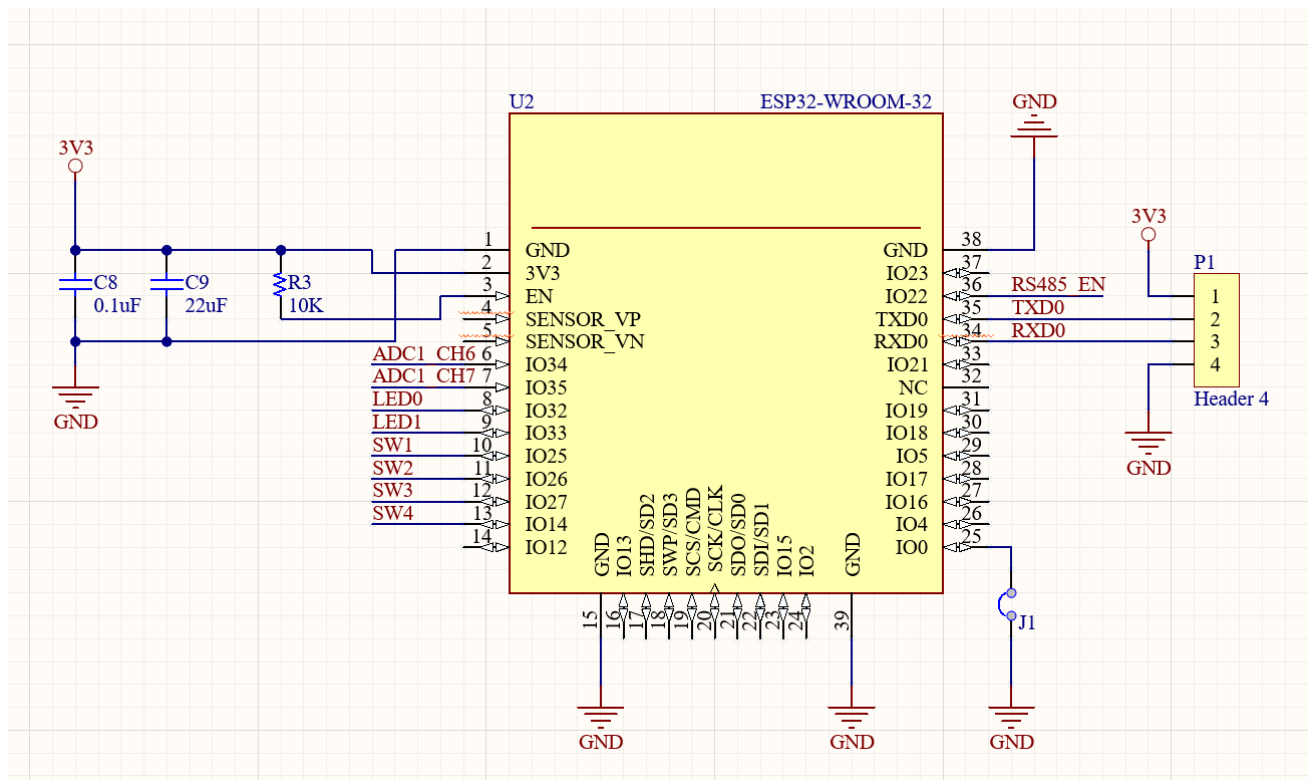 U2
ESP32-WROOM-32
GND
3V3
3V3
C8
0.1uF
C9
22uF
R3
10K
GND
1 GND
2 3V3
3 EN
4 SENSOR_VP
5 SENSOR_VN
ADC1_CH6 6 IO34
ADC1_CH7 7 IO35
LED0 8 IO32
LED1 9 IO33
SW1 10 IO25
SW2 11 IO26
SW3 12 IO27
SW4 13 IO14
14 IO12
GND 38
IO23 37
IO22 36 RS485_EN
TXD0 35 TXD0
RXD0 34 RXD0
IO21 33
NC 32
IO19 31
IO18 30
IO5 29
IO17 28
IO16 27
IO4 26
IO0 25
P1
1
2
3
4
Header 4
GND
GND 15
IO13 16
SHD/SD2 17
SWP/SD3 18
SCS/CMD 19
SCK/CLK 20
SDO/SD0 21
SDI/SD1 22
IO15 23
IO2 24
GND 39
J1
GND
GND
GND